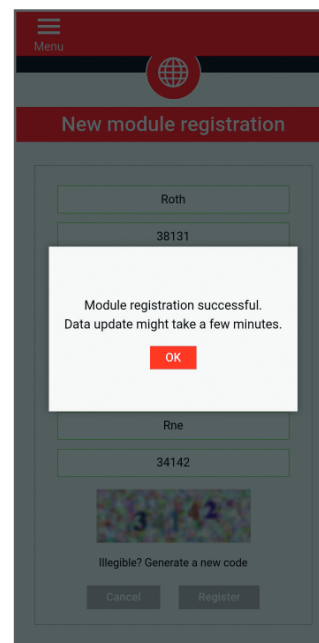 Menu
New module registration
Roth
38131
Module registration successful.
Data update might take a few minutes.
OK
Rne
34142
Illegible? Generate a new code
Cancel
Register